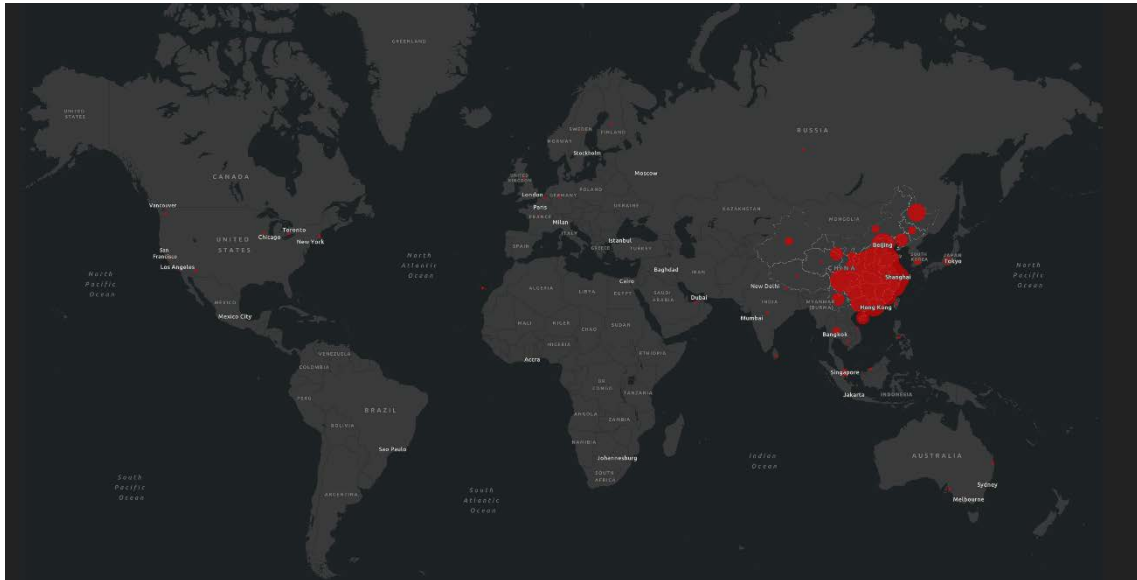 GREENLAND
UNITED
STATES
RUSSIA
SWEDEN
FINLAND
NORWAY
Stockholm
Moscow
CANADA
UNITED
KINGDOM
London
GERMANY
POLAND
Paris
UKRAINE
FRANCE
Milan
ITALY
KAZAKHSTAN
MONGOLIA
Vancouver
Toronto
Chicago
New York
UNITED
STATES
San
Francisco
Los Angeles
SPAIN
GREECE
Istanbul
TURKEY
Beijing
SOUTH
KOREA
JAPAN
Tokyo
North
Pacific
Ocean
North
Atlantic
Ocean
Baghdad
IRAN
CHINA
Shanghai
North
Pacific
Ocean
ALGERIA
LIBYA
Cairo
EGYPT
SAUDI
ARABIA
Dubai
New Delhi
INDIA
MYANMAR
(BURMA)
Hong Kong
MEXICO
Mexico City
Mumbai
MALI
NIGER
CHAD
SUDAN
Bangkok
NIGERIA
Accra
ETHIOPIA
VENEZUELA
COLOMBIA
Singapore
DR
CONGO
TANZANIA
Jakarta
INDONESIA
PERU
BRAZIL
ANGOLA
ZAMBIA
BOLIVIA
Sao Paulo
NAMIBIA
Johannesburg
SOUTH
AFRICA
Indian
Ocean
AUSTRALIA
Sydney
Melbourne
South
Pacific
Ocean
South
Atlantic
Ocean
ARGENTINA